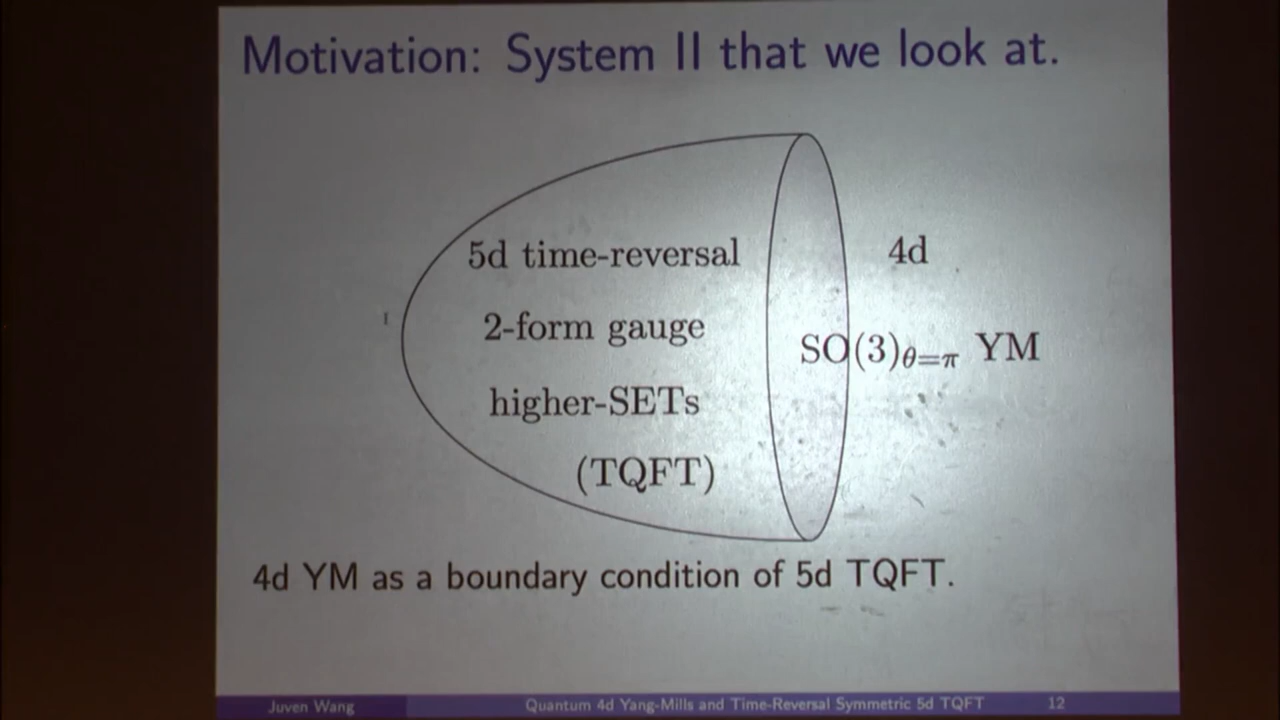 Motivation: System II that we look at.
5d time-reversal
2-form gauge
higher-SETs
(TQFT)
4d
SO(3)θ=π YM
4d YM as a boundary condition of 5d TQFT.
Juven Wang
Quantum 4d Yang-Mills and Time-Reversal Symmetric 5d TQFT
12